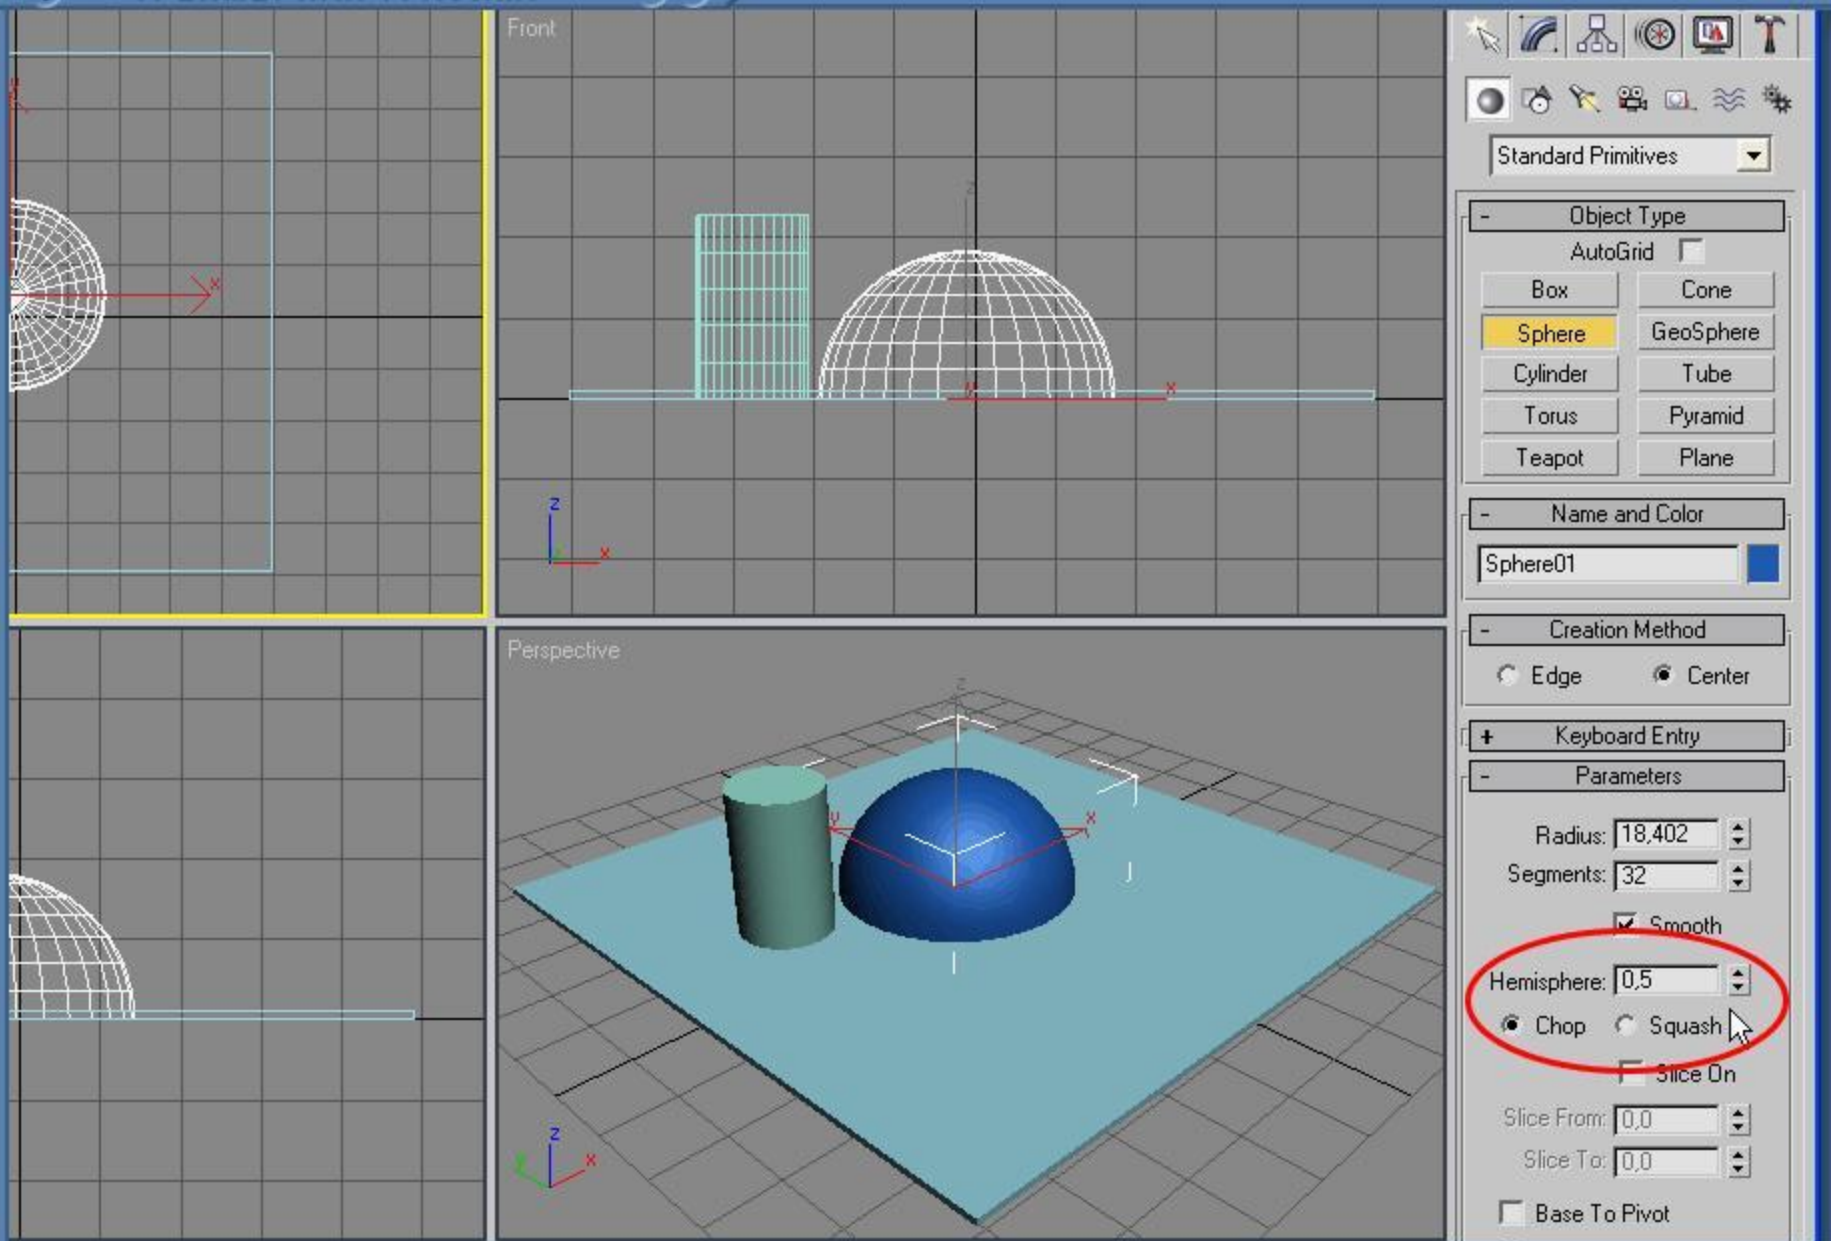 Front
z
y
x
x
y
x
z
x
Perspective
z
y
x
z
y
x
Standard Primitives
- Object Type
AutoGrid
Box Cone
Sphere GeoSphere
Cylinder Tube
Torus Pyramid
Teapot Plane
- Name and Color
Sphere01
- Creation Method
Edge Center
+ Keyboard Entry
- Parameters
Radius: 18,402
Segments: 32
Smooth
Hemisphere: 0,5
Chop Squash
Slice On
Slice From: 0,0
Slice To: 0,0
Base To Pivot